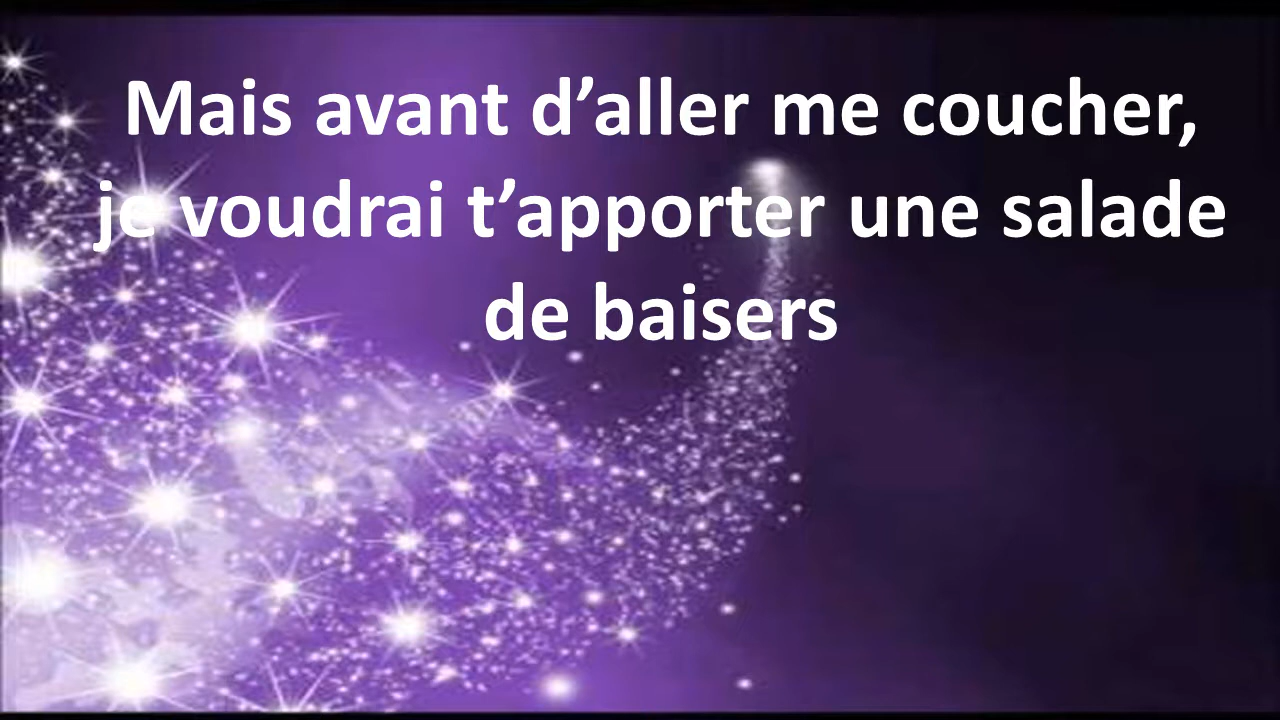 Mais avant d’aller me coucher,
je voudrai t’apporter une salade
de baisers